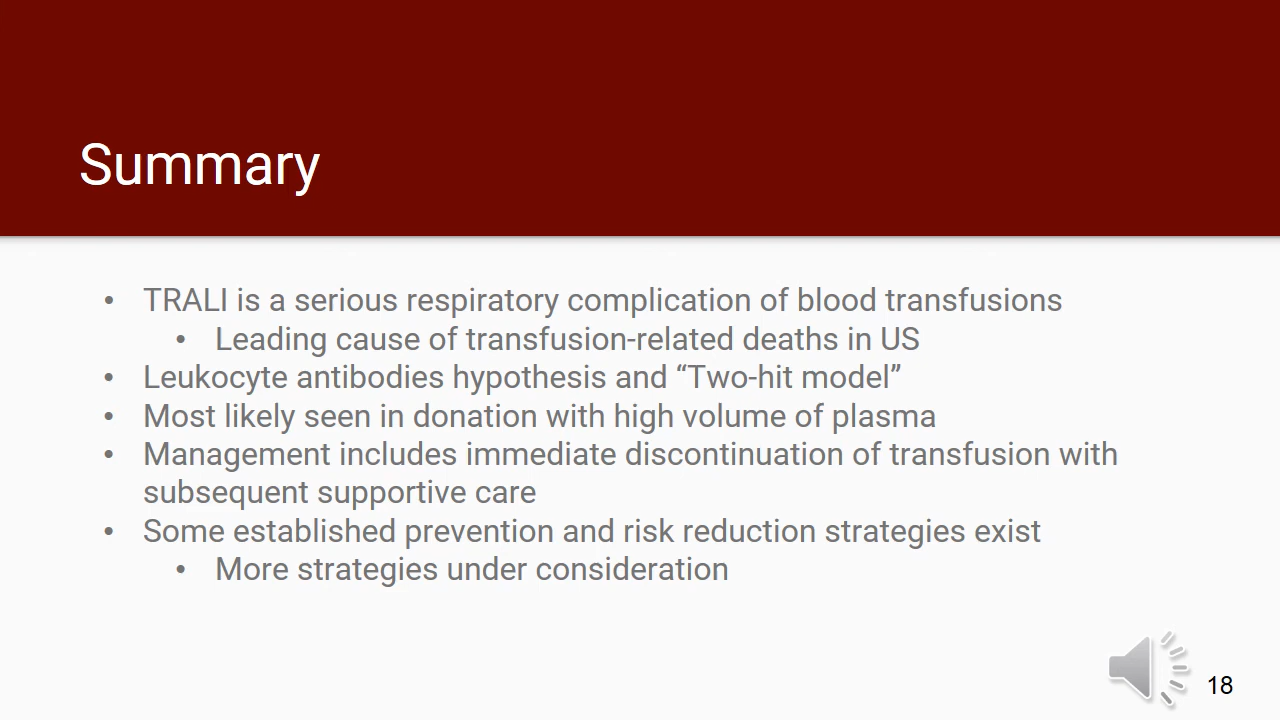 Summary
• TRALI is a serious respiratory complication of blood transfusions
• Leading cause of transfusion-related deaths in US
• Leukocyte antibodies hypothesis and “Two-hit model”
• Most likely seen in donation with high volume of plasma
• Management includes immediate discontinuation of transfusion with
subsequent supportive care
• Some established prevention and risk reduction strategies exist
• More strategies under consideration
18